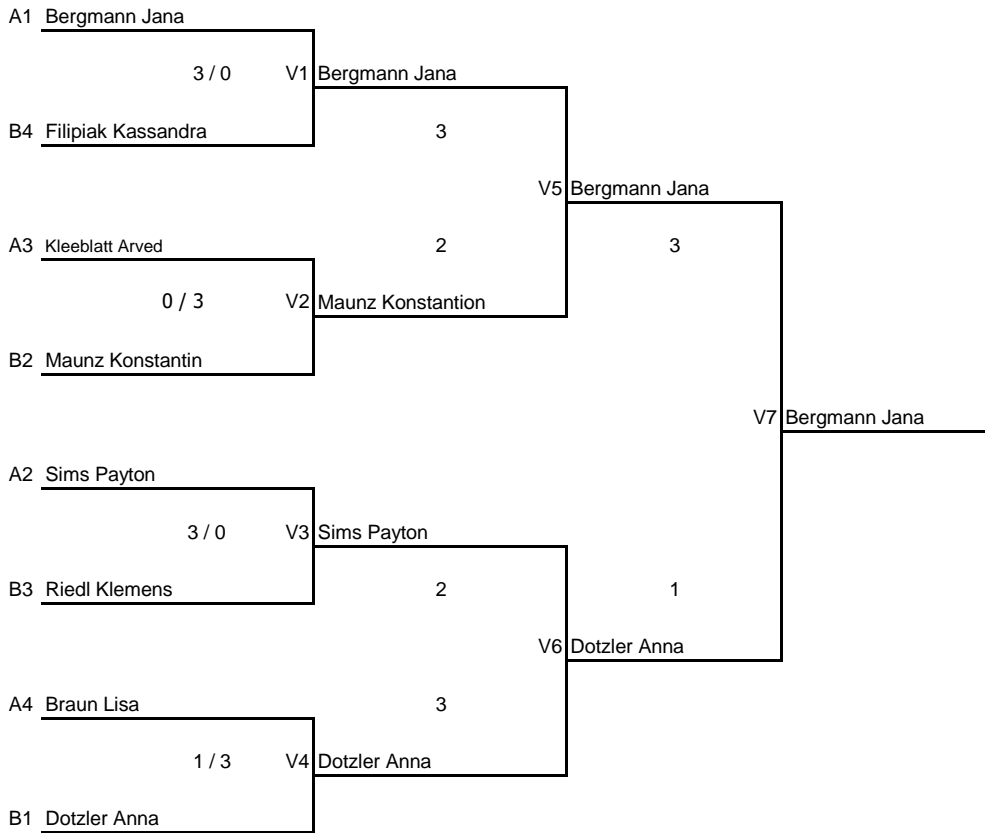 A1 Bergmann Jana
3 / 0 V1 Bergmann Jana
B4 Filipiak Kassandra 3
V5 Bergmann Jana
A3 Kleeblatt Arved 2 3
0 / 3 V2 Maunz Konstantion
B2 Maunz Konstantin
V7 Bergmann Jana
A2 Sims Payton
3 / 0 V3 Sims Payton
B3 Riedl Klemens 2 1
V6 Dotzler Anna
A4 Braun Lisa 3
1 / 3 V4 Dotzler Anna
B1 Dotzler Anna